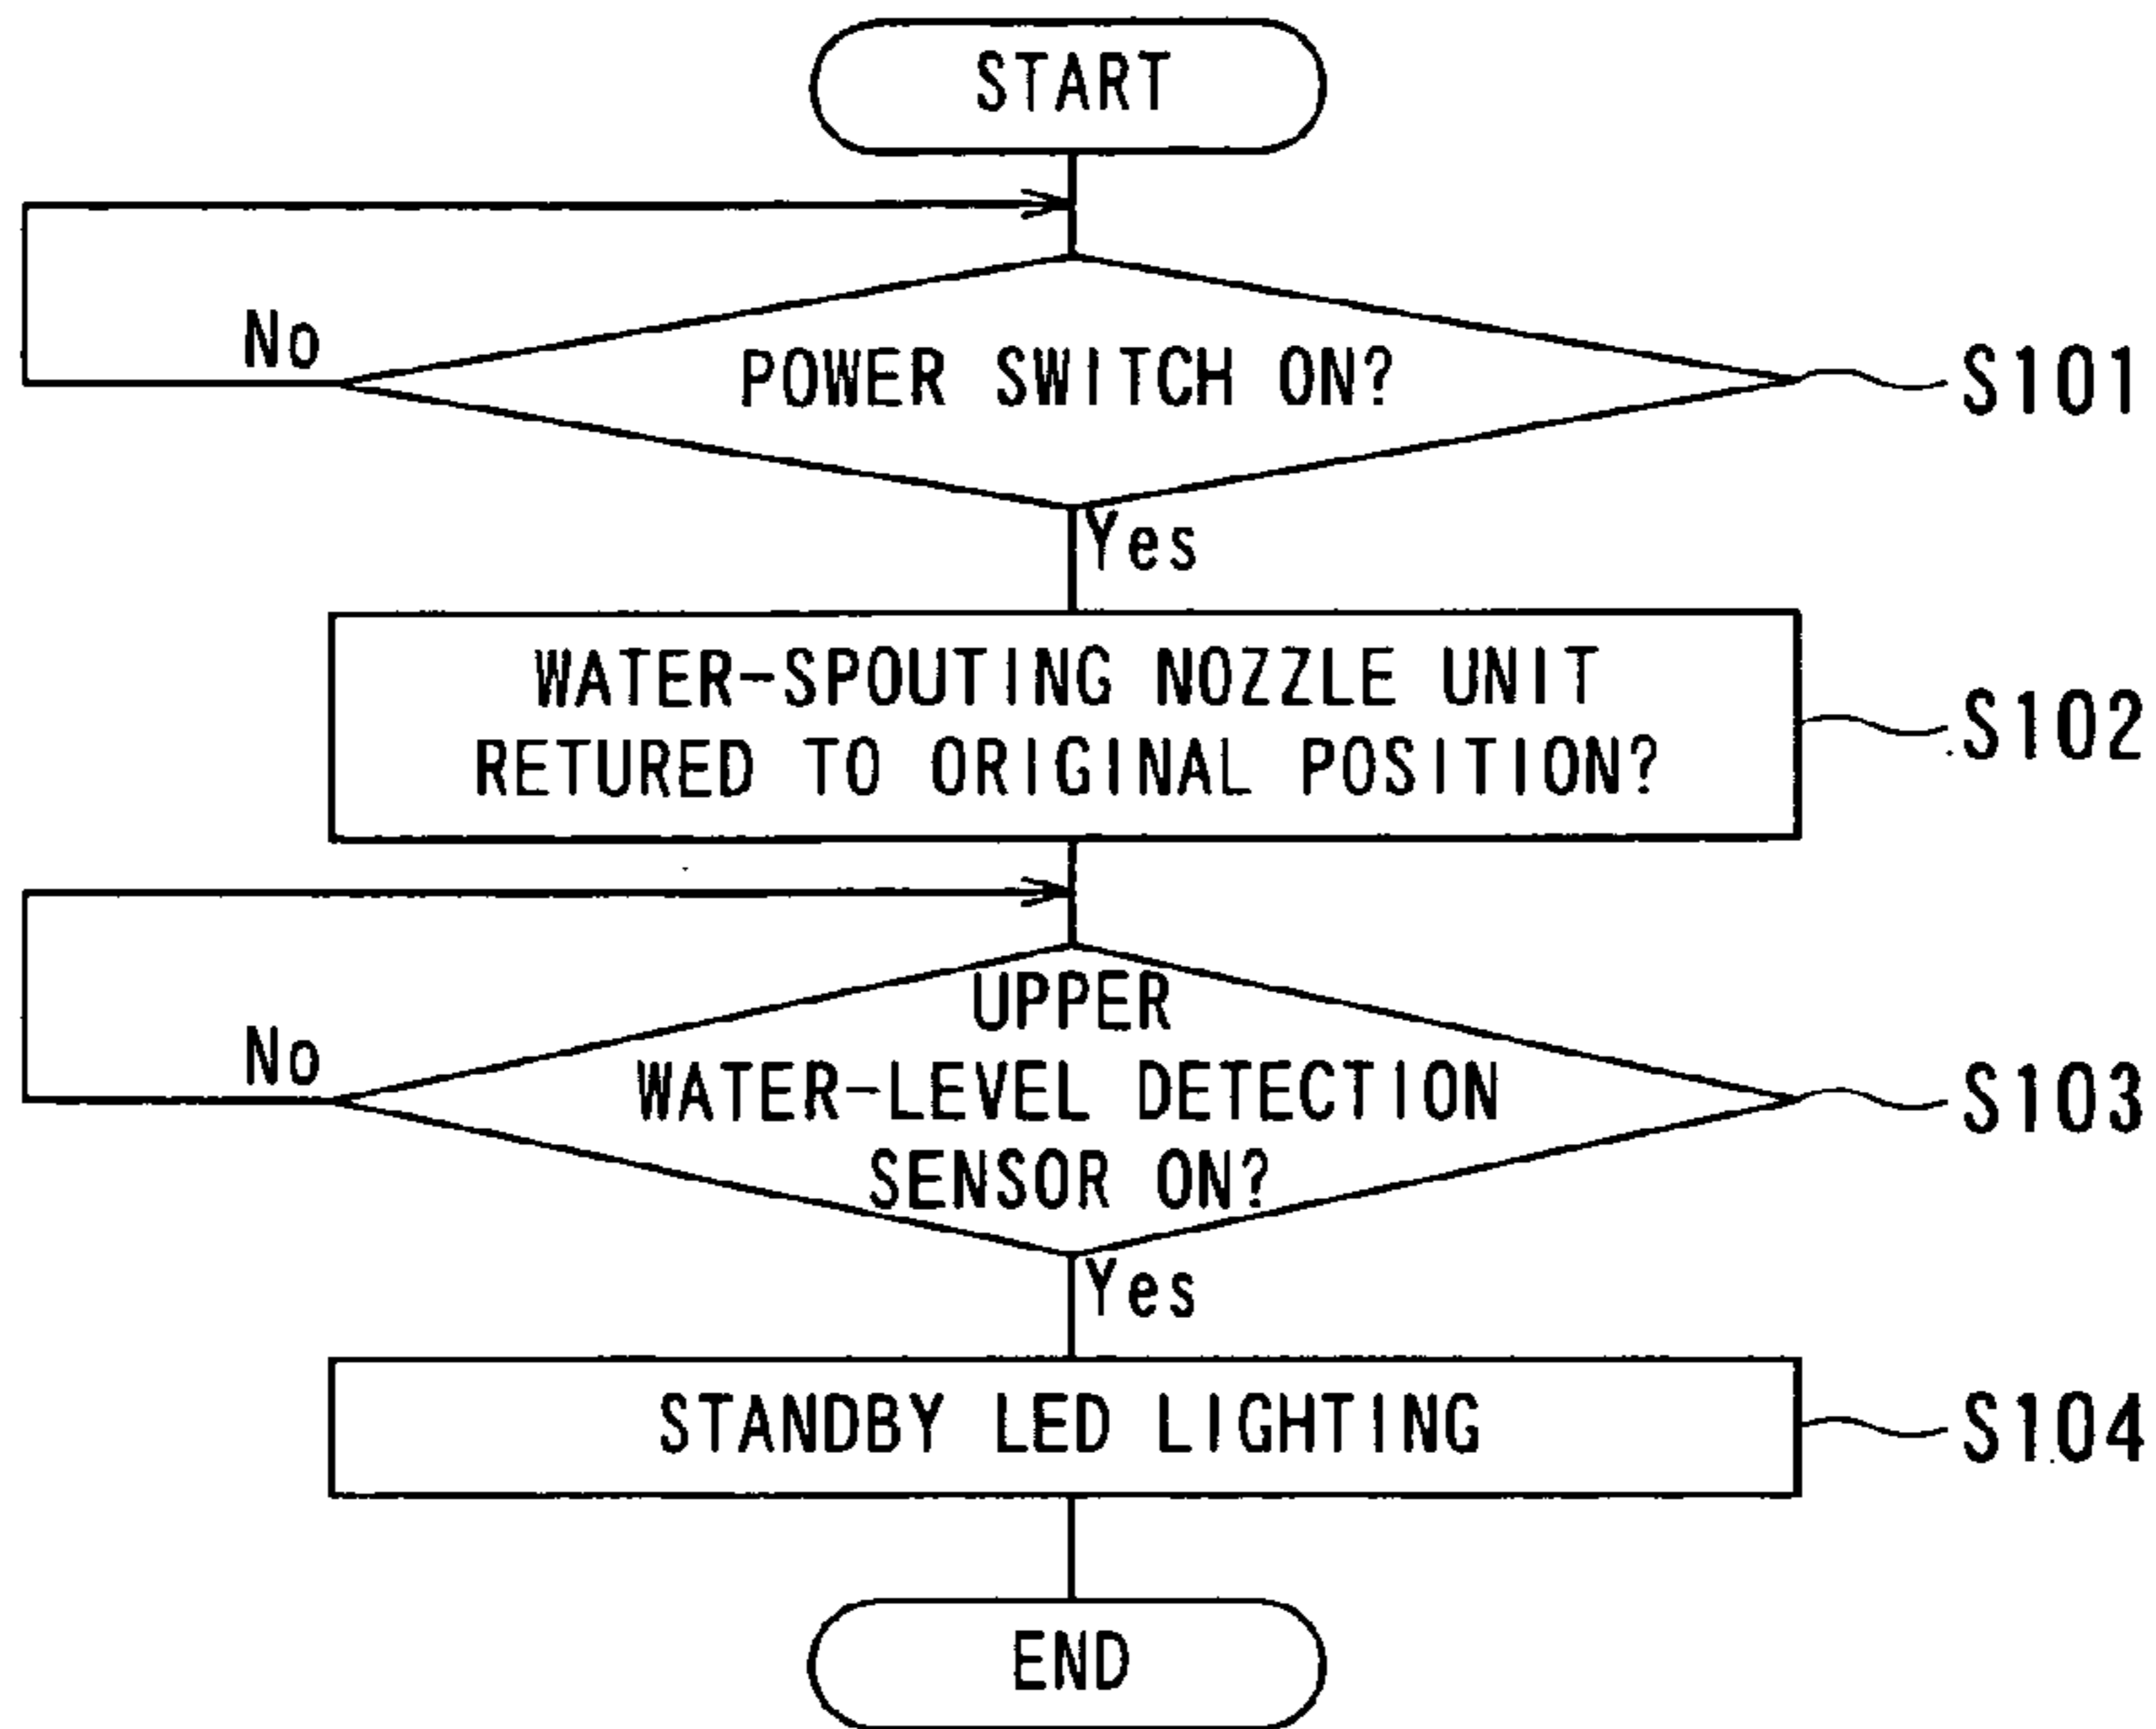 START
No
POWER SWITCH ON?
S101
Yes
WATER-SPOUTING NOZZLE UNIT
RETURED TO ORIGINAL POSITION?
S102
UPPER
No
WATER-LEVEL DETECTION
S103
SENSOR ON?
Yes
STANDBY LED LIGHTING
S104
END